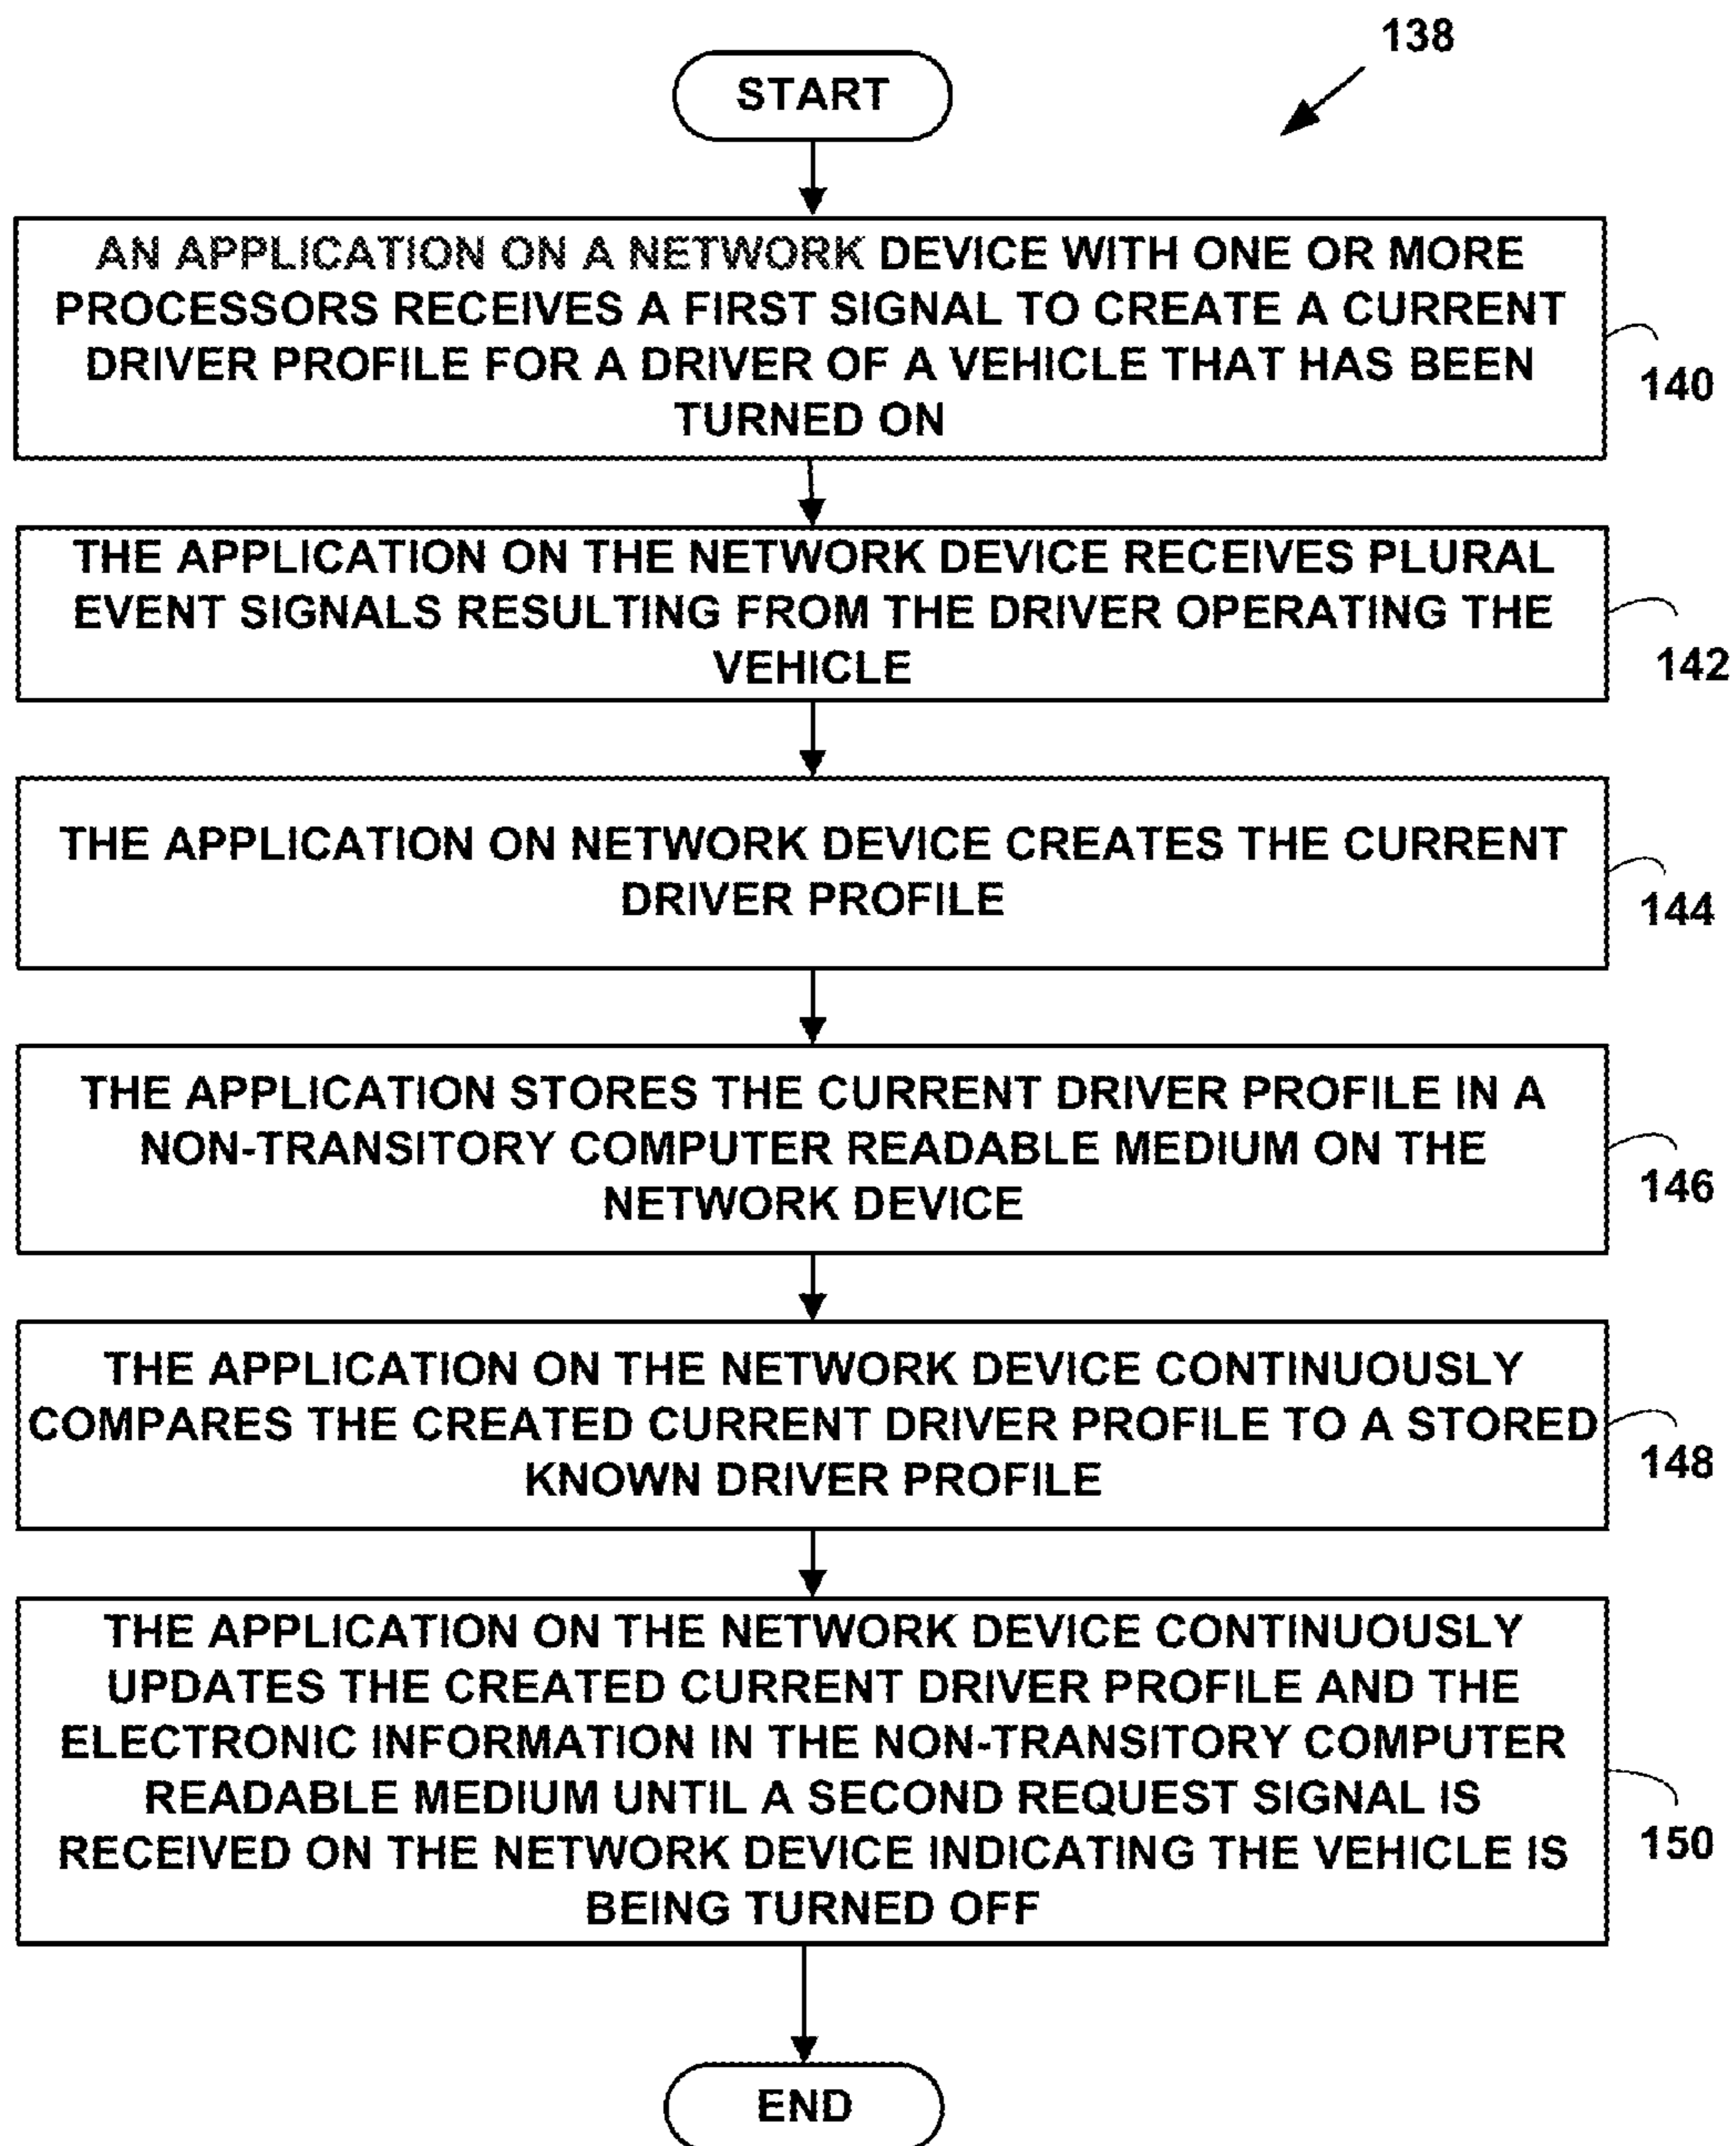 138
START
AN APPLICATION ON A NETWORK DEVICE WITH ONE OR MORE
PROCESSORS RECEIVES A FIRST SIGNAL TO CREATE A CURRENT
DRIVER PROFILE FOR A DRIVER OF A VEHICLE THAT HAS BEEN
TURNED ON
140
THE APPLICATION ON THE NETWORK DEVICE RECEIVES PLURAL
EVENT SIGNALS RESULTING FROM THE DRIVER OPERATING THE
VEHICLE
142
THE APPLICATION ON NETWORK DEVICE CREATES THE CURRENT
DRIVER PROFILE
144
THE APPLICATION STORES THE CURRENT DRIVER PROFILE IN A
NON-TRANSITORY COMPUTER READABLE MEDIUM ON THE
NETWORK DEVICE
146
THE APPLICATION ON THE NETWORK DEVICE CONTINUOUSLY
COMPARES THE CREATED CURRENT DRIVER PROFILE TO A STORED
KNOWN DRIVER PROFILE
148
THE APPLICATION ON THE NETWORK DEVICE CONTINUOUSLY
UPDATES THE CREATED CURRENT DRIVER PROFILE AND THE
ELECTRONIC INFORMATION IN THE NON-TRANSITORY COMPUTER
READABLE MEDIUM UNTIL A SECOND REQUEST SIGNAL IS
RECEIVED ON THE NETWORK DEVICE INDICATING THE VEHICLE IS
BEING TURNED OFF
150
END